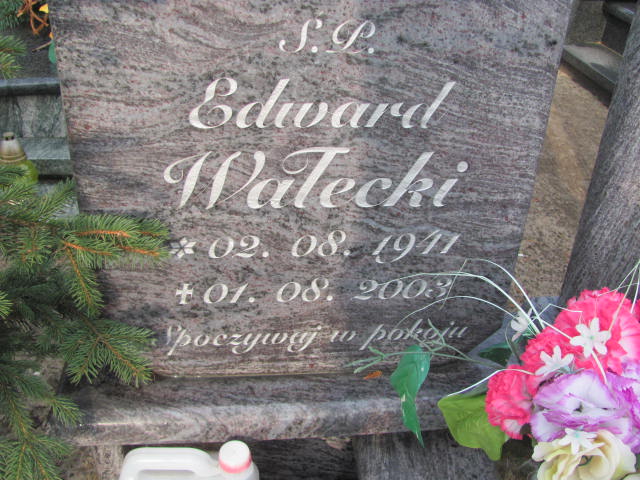 Ś.P.
Edward
Wałecki
* 02. 08. 1941
+ 01. 08. 2003
Spoczywaj w pokoju